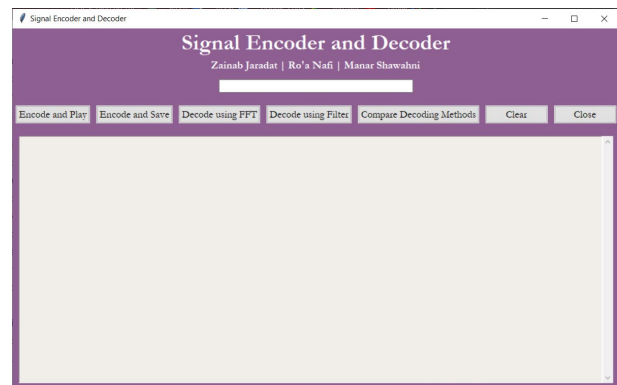 Signal Encoder and Decoder
Signal Encoder and Decoder
Zainab Jaradat | Ro'a Nafi | Manar Shawahni
Encode and Play Encode and Save Decode using FFT Decode using Filter Compare Decoding Methods Clear Close